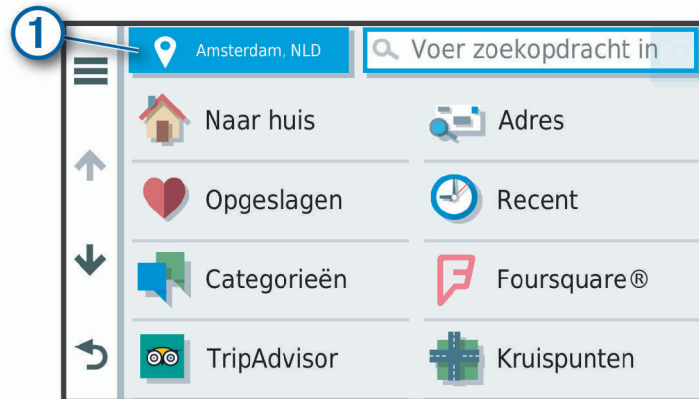 1
Amsterdam, NLD
Voer zoekopdracht in
Naar huis
Adres
Opgeslagen
Recent
Categorieën
Foursquare®
TripAdvisor
Kruispunten